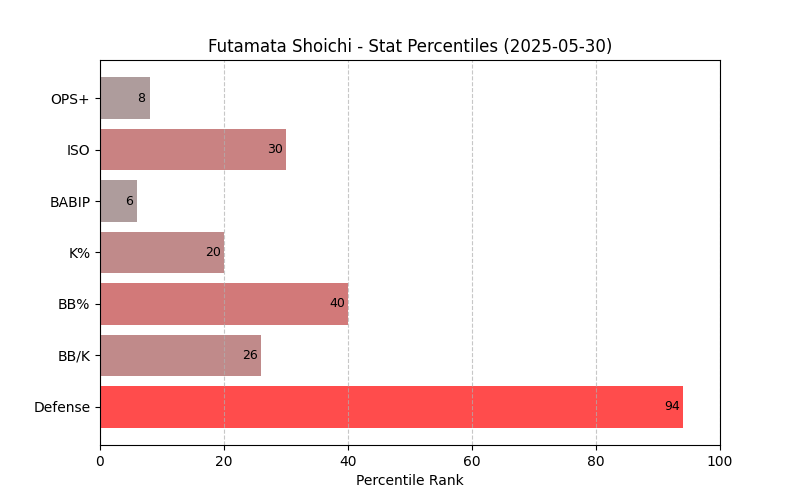 Futamata Shoichi - Stat Percentiles (2025-05-30)
OPS+ 8
ISO 30
BABIP 6
K% 20
BB% 40
BB/K 26
Defense 94
0 20 40 60 80 100
Percentile Rank